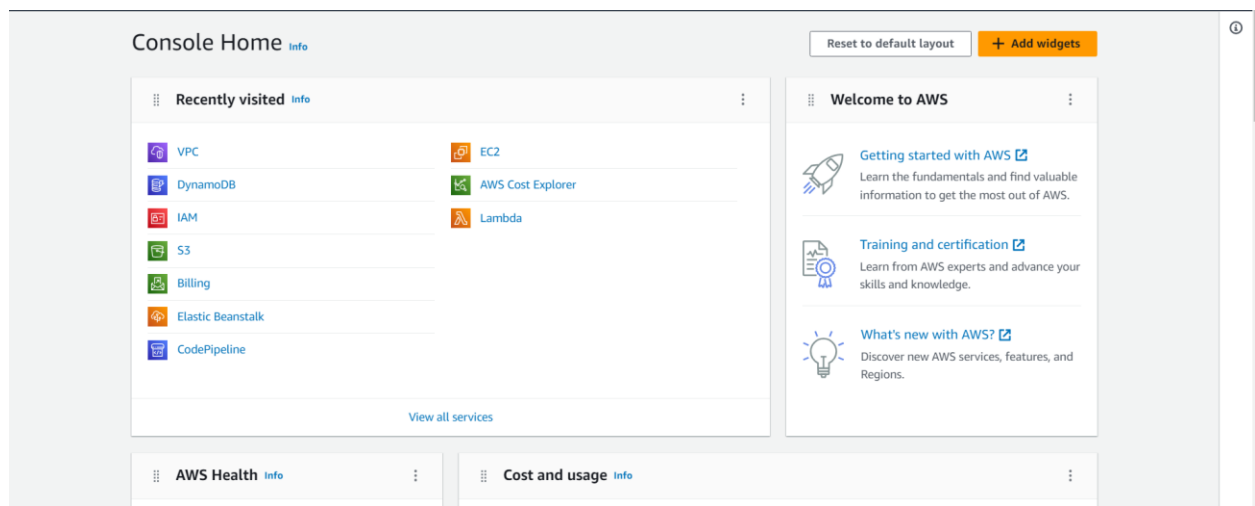 Console Home Info
Reset to default layout
+ Add widgets
Recently visited Info
VPC
DynamoDB
IAM
S3
Billing
Elastic Beanstalk
CodePipeline
EC2
AWS Cost Explorer
Lambda
View all services
Welcome to AWS
Getting started with AWS
Learn the fundamentals and find valuable
information to get the most out of AWS.
Training and certification
Learn from AWS experts and advance your
skills and knowledge.
What's new with AWS?
Discover new AWS services, features, and
Regions.
AWS Health Info
Cost and usage Info